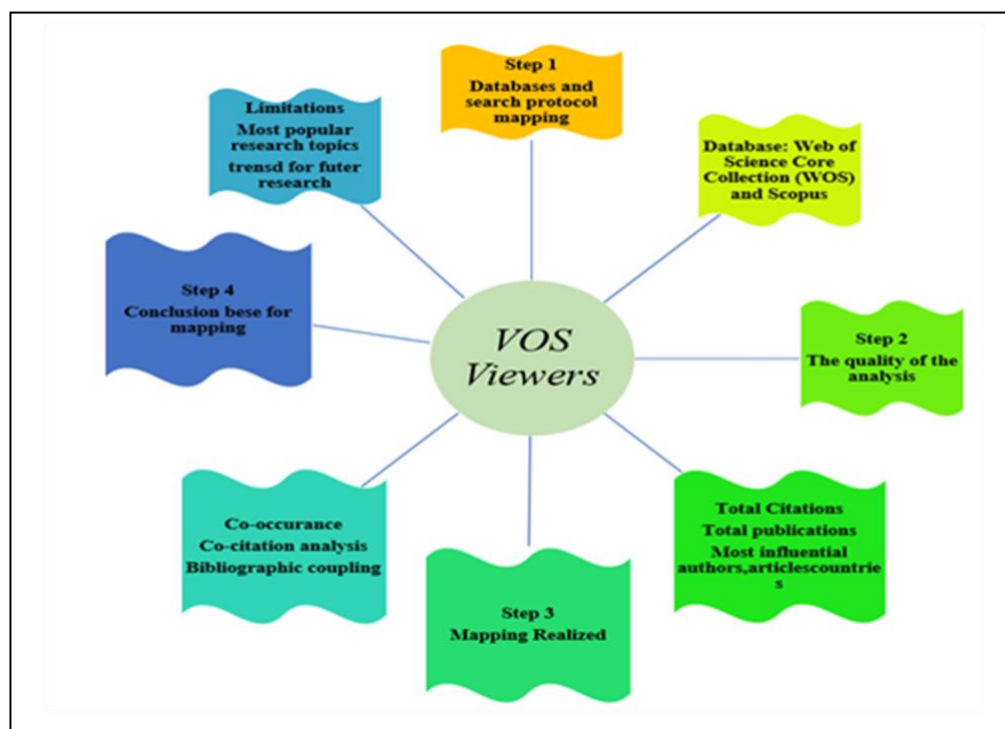 Step 1
Databases and
search protocol
mapping
Database: Web of
Science Core
Collection (WOS)
and Scopus
Step 2
The quality of the
analysis
Total Citations
Total publications
Most influential
authors,articlescountrie
s
Step 3
Mapping Realized
Co-occurance
Co-citation analysis
Bibliographic coupling
Step 4
Conclusion bese for
mapping
Limitations
Most popular
research topics
trensd for futer
research
VOS
Viewers